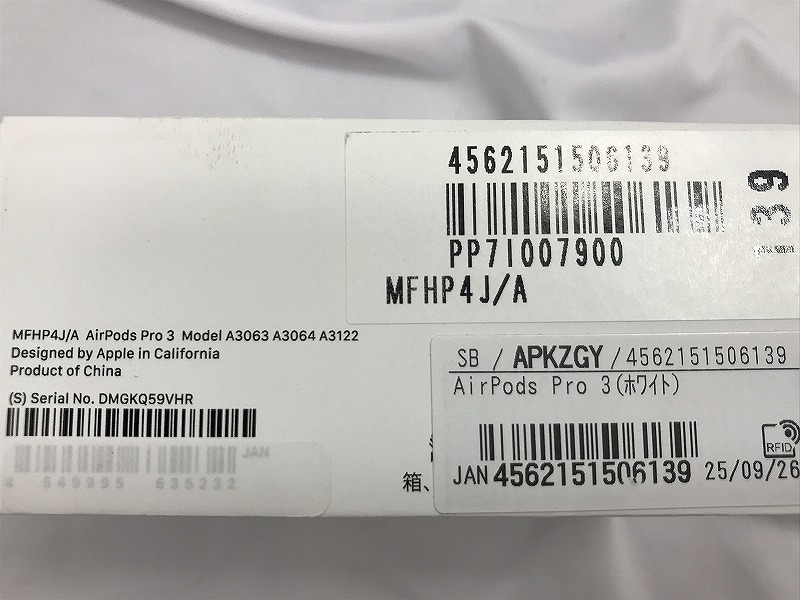 4562151506139
PP7I007900
MFHP4J/A
39
MFHP4J/A AirPods Pro 3 Model A3063 A3064 A3122
Designed by Apple in California
Product of China
(S) Serial No. DMGKQ59VHR
JAN
4 549995 635232
SB / APKZGY / 4562151506139
AirPods Pro 3(ﾎﾜｲﾄ)
RFID
JAN 4562151506139 25/09/26
箱、